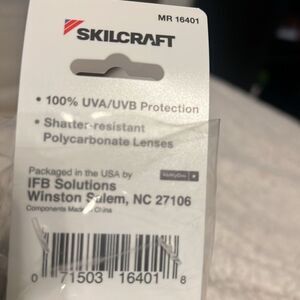 MR 16401
SKILCRAFT
• 100% UVA/UVB Protection
• Shatter-resistant
Polycarbonate Lenses
Packaged in the USA by
IFB Solutions
Winston Salem, NC 27106
Components Made in China
0 71503 16401 8